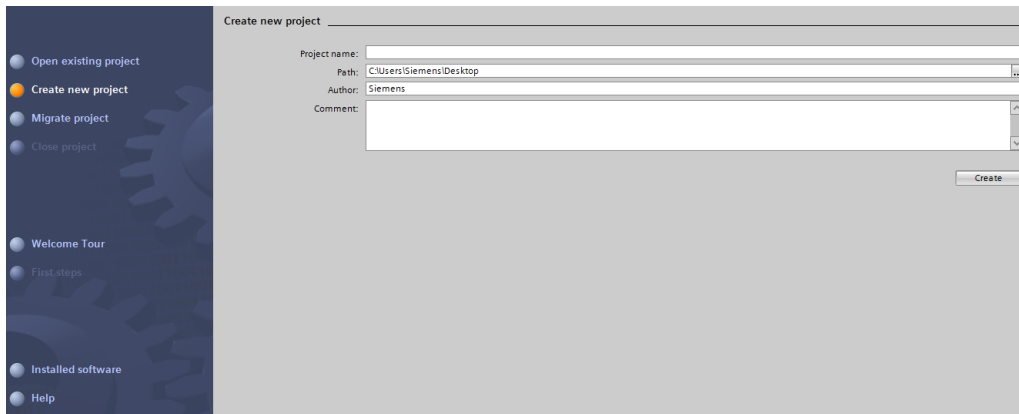 Create new project
Open existing project
Create new project
Migrate project
Close project
Welcome Tour
First steps
Installed software
Help
Project name:
Path: C:\Users\Siemens\Desktop
...
Author: Siemens
Comment:
Create